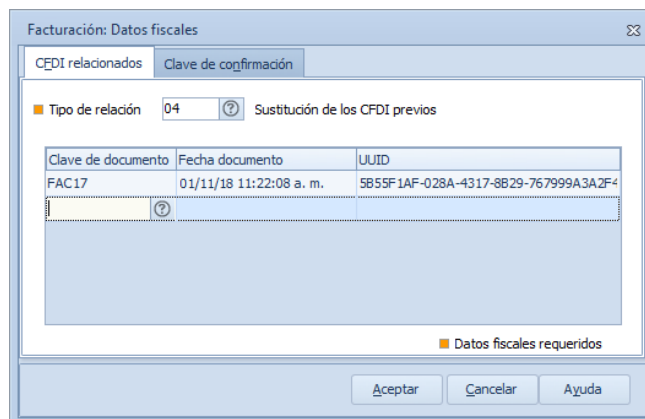 Facturación: Datos fiscales
CFDI relacionados Clave de confirmación
Tipo de relación 04 Sustitución de los CFDI previos
Clave de documento Fecha documento UUID
FAC17 01/11/18 11:22:08 a. m. 5B55F1AF-028A-4317-8B29-767999A3A2F4
Datos fiscales requeridos
Aceptar Cancelar Ayuda